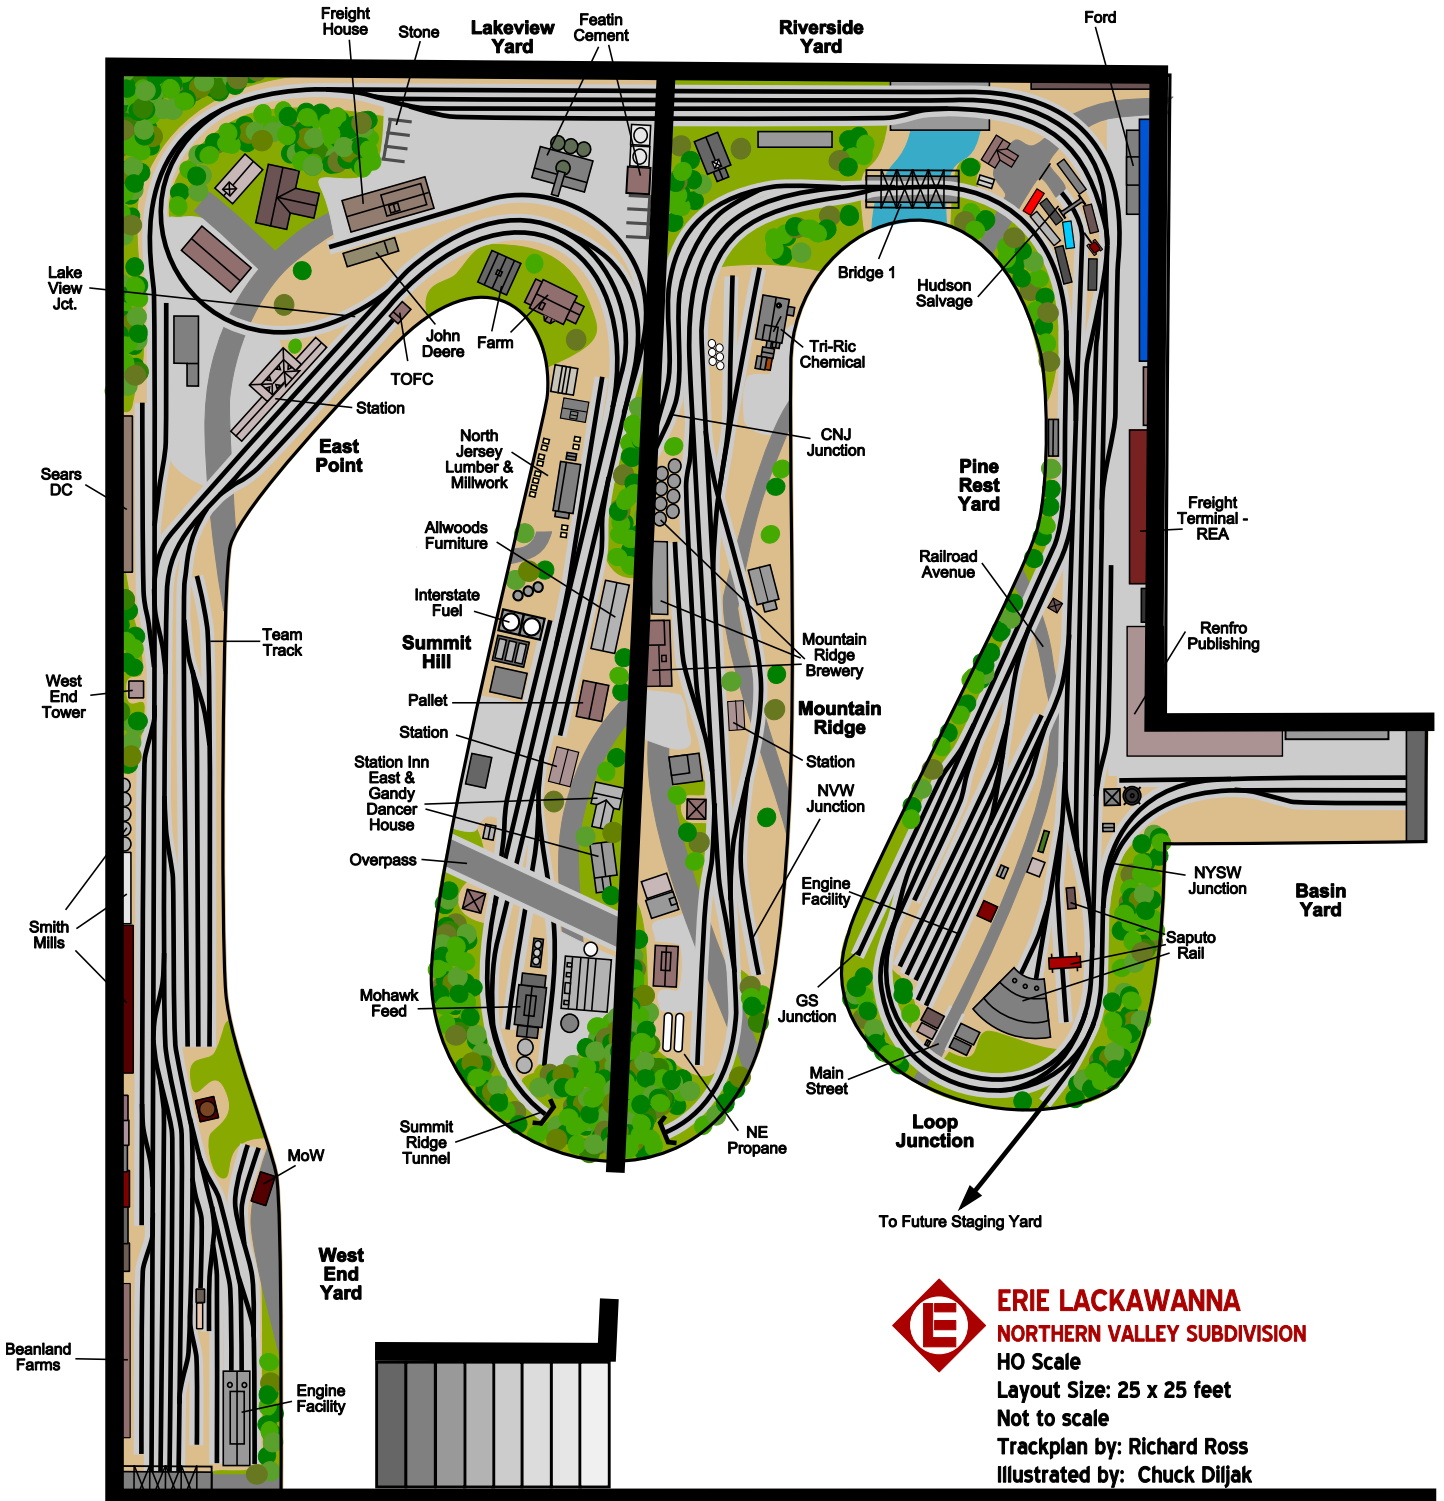 Freight
House
Stone
Lakeview
Yard
Featin
Cement
Riverside
Yard
Ford
Lake
View
Jct.
Bridge 1
Hudson
Salvage
John
Deere
Farm
TOFC
Station
Tri-Ric
Chemical
East
Point
North
Jersey
Lumber &
Millwork
CNJ
Junction
Sears
DC
Pine
Rest
Yard
Freight
Terminal -
REA
Allwoods
Furniture
Railroad
Avenue
Interstate
Fuel
Team
Track
Summit
Hill
Mountain
Ridge
Brewery
Renfro
Publishing
West
End
Tower
Pallet
Mountain
Ridge
Station
Station
Station Inn
East &
Gandy
Dancer
House
NVW
Junction
Overpass
Engine
Facility
NYSW
Junction
Basin
Yard
Smith
Mills
Saputo
Rail
Mohawk
Feed
GS
Junction
Main
Street
Summit
Ridge
Tunnel
NE
Propane
Loop
Junction
MoW
To Future Staging Yard
West
End
Yard
Beanland
Farms
Engine
Facility
E
ERIE LACKAWANNA
NORTHERN VALLEY SUBDIVISION
HO Scale
Layout Size: 25 x 25 feet
Not to scale
Trackplan by: Richard Ross
Illustrated by: Chuck Diljak